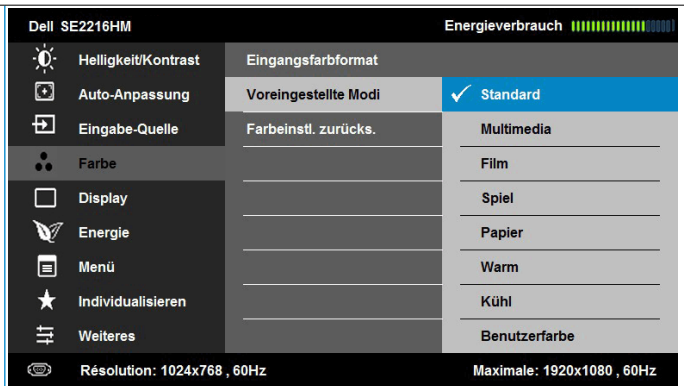 Dell SE2216HM Energieverbrauch
Helligkeit/Kontrast Eingangsfarbformat
Auto-Anpassung Voreingestellte Modi Standard
Eingabe-Quelle Farbeinstl. zurücks. Multimedia
Farbe Film
Display Spiel
Energie Papier
Menü Warm
Individualisieren Kühl
Weiteres Benutzerfarbe
Résolution: 1024x768 , 60Hz Maximale: 1920x1080 , 60Hz